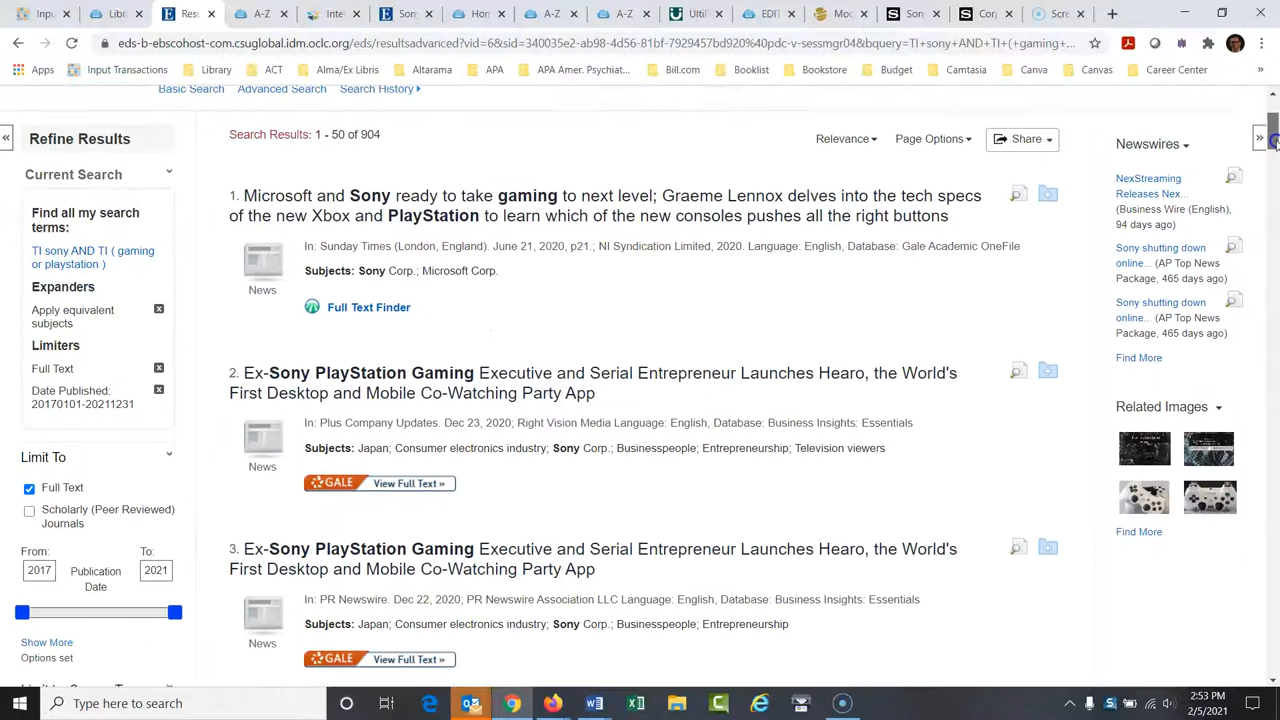 Inpu
Libra
Resu
A-Z
Inte
Sony
Hor
A-Z
A-Z
Ulti
EDIT
Moo
Son
Corp
Scre
eds-b-ebscohost-com.csuglobal.idm.oclc.org/eds/resultsadvanced?vid=6&sid=340035e2-ab98-4d56-81bf-7929457bd920%40pdc-v-sessmgr04&bquery=TI+sony+AND+TI+(+gaming+...
Apps
Input Transactions
Library
ACT
Alma/Ex Libris
Altarama
APA
APA Amer. Psychiat...
Bill.com
Booklist
Bookstore
Budget
Camtasia
Canva
Canvas
Career Center
»
Basic Search Advanced Search Search History
Refine Results
Current Search
Find all my search
terms:
TI sony AND TI ( gaming
or playstation )
Expanders
Apply equivalent
subjects
Limiters
Full Text
Date Published:
20170101-20211231
Limit To
Full Text
Scholarly (Peer Reviewed)
Journals
From: To:
2017 Publication 2021
Date
Show More
Options set
Search Results: 1 - 50 of 904
Relevance Page Options Share
1. Microsoft and Sony ready to take gaming to next level; Graeme Lennox delves into the tech specs
of the new Xbox and PlayStation to learn which of the new consoles pushes all the right buttons
In: Sunday Times (London, England). June 21, 2020, p21.; NI Syndication Limited, 2020. Language: English, Database: Gale Academic OneFile
Subjects: Sony Corp.; Microsoft Corp.
News
Full Text Finder
2. Ex-Sony PlayStation Gaming Executive and Serial Entrepreneur Launches Hearo, the World's
First Desktop and Mobile Co-Watching Party App
In: Plus Company Updates. Dec 23, 2020; Right Vision Media Language: English, Database: Business Insights: Essentials
Subjects: Japan; Consumer electronics industry; Sony Corp.; Businesspeople; Entrepreneurship; Television viewers
News
GALE View Full Text »
3. Ex-Sony PlayStation Gaming Executive and Serial Entrepreneur Launches Hearo, the World's
First Desktop and Mobile Co-Watching Party App
In: PR Newswire. Dec 22, 2020; PR Newswire Association LLC Language: English, Database: Business Insights: Essentials
Subjects: Japan; Consumer electronics industry; Sony Corp.; Businesspeople; Entrepreneurship
News
GALE View Full Text »
Newswires
NexStreaming
Releases Nex...
(Business Wire (English),
94 days ago)
Sony shutting down
online... (AP Top News
Package, 465 days ago)
Sony shutting down
online... (AP Top News
Package, 465 days ago)
Find More
Related Images
Find More
Type here to search
2:53 PM
2/5/2021